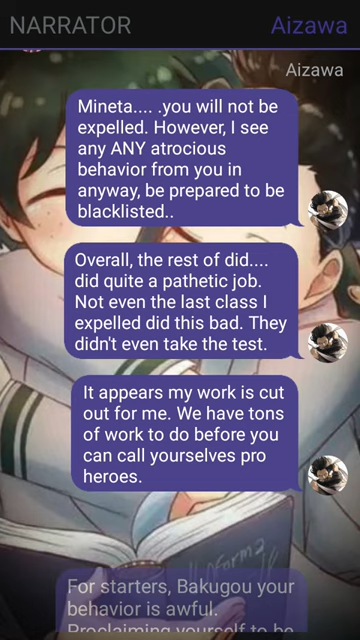 NARRATOR
Aizawa
Aizawa
Mineta.... .you will not be
expelled. However, I see
any ANY atrocious
behavior from you in
anyway, be prepared to be
blacklisted..
Overall, the rest of did....
did quite a pathetic job.
Not even the last class I
expelled did this bad. They
didn't even take the test.
It appears my work is cut
out for me. We have tons
of work to do before you
can call yourselves pro
heroes.
For starters, Bakugou your
behavior is awful.
Proclaiming yourself to be